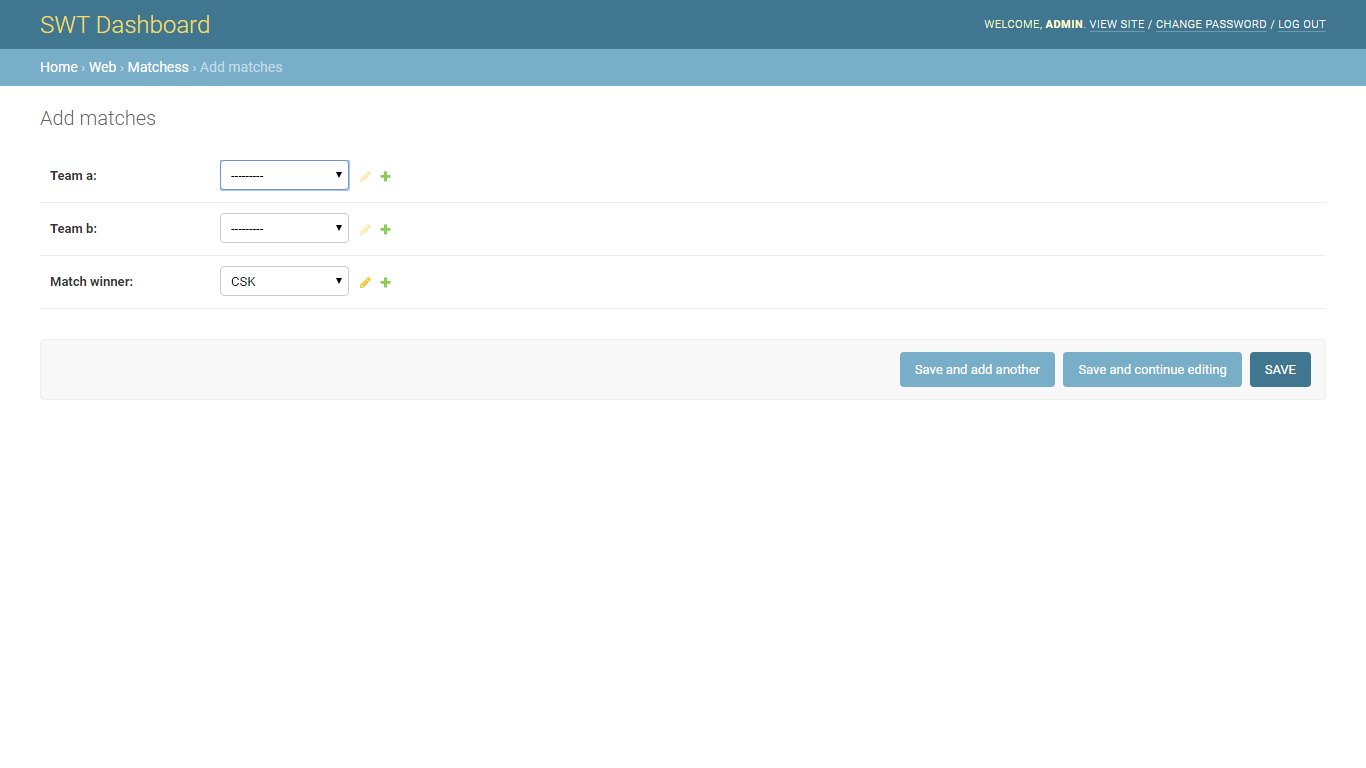 SWT Dashboard
WELCOME, ADMIN. VIEW SITE / CHANGE PASSWORD / LOG OUT
Home › Web › Matchess › Add matches
Add matches
Team a: ---------
Team b: ---------
Match winner: CSK
Save and add another Save and continue editing SAVE